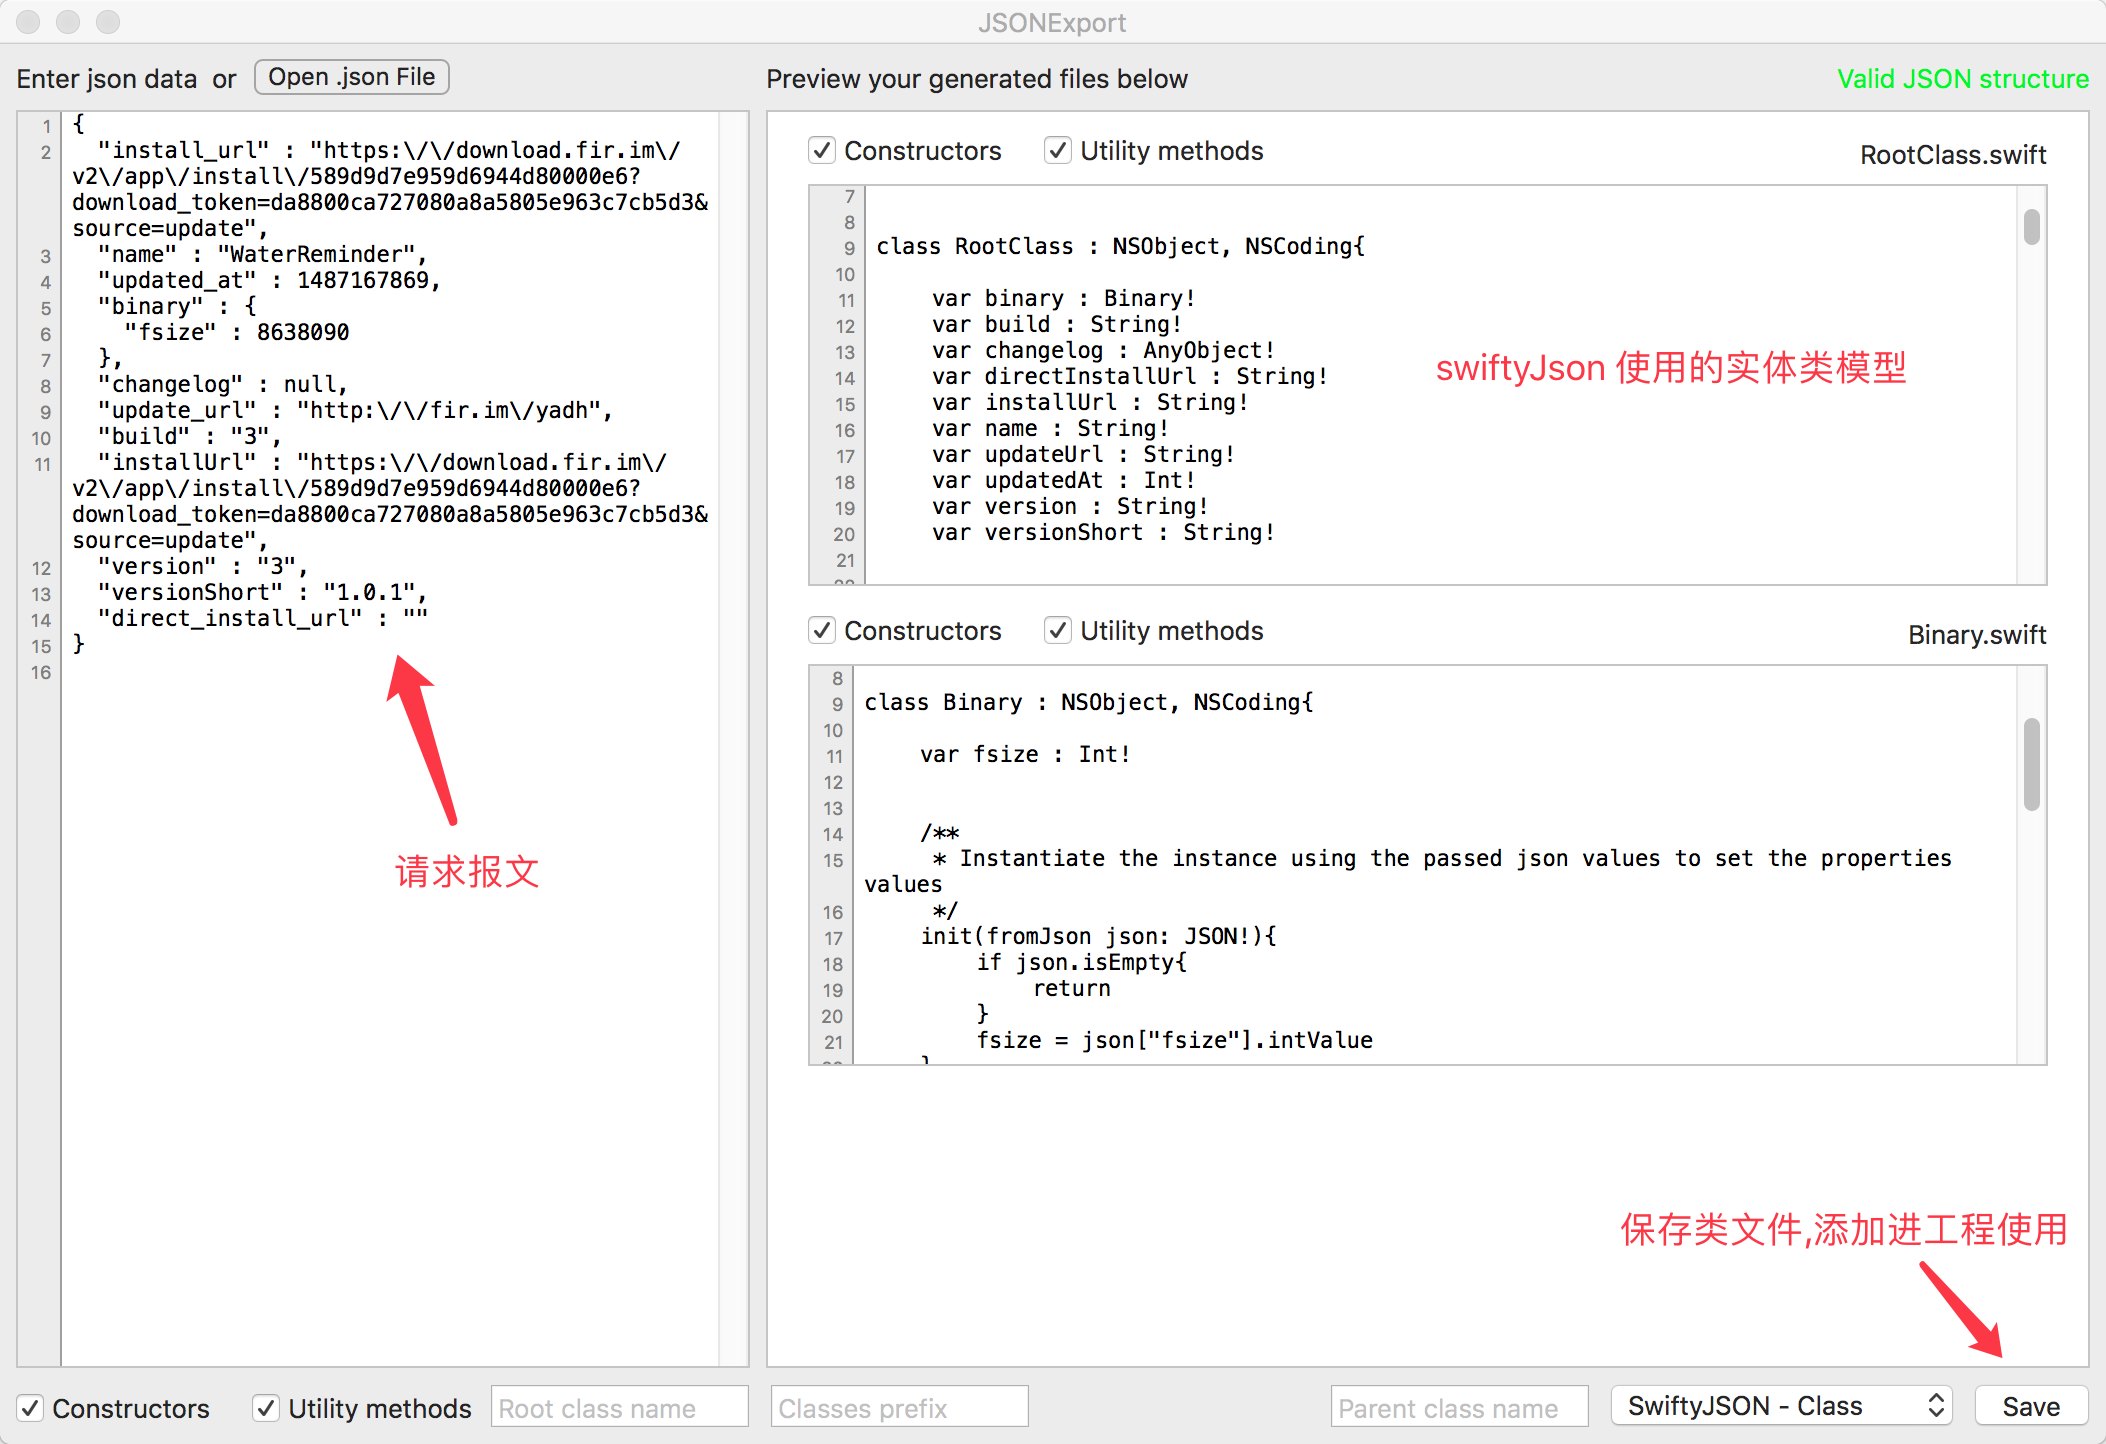 JSONExport
Enter json data or
Open .json File
Preview your generated files below
Valid JSON structure
1 {
2 "install_url" : "https:\/\/download.fir.im\/
v2\/app\/install\/589d9d7e959d6944d80000e6?
download_token=da8800ca727080a8a5805e963c7cb5d3&
source=update",
3 "name" : "WaterReminder",
4 "updated_at" : 1487167869,
5 "binary" : {
6 "fsize" : 8638090
7 },
8 "changelog" : null,
9 "update_url" : "http:\/\/fir.im\/yadh",
10 "build" : "3",
11 "installUrl" : "https:\/\/download.fir.im\/
v2\/app\/install\/589d9d7e959d6944d80000e6?
download_token=da8800ca727080a8a5805e963c7cb5d3&
source=update",
12 "version" : "3",
13 "versionShort" : "1.0.1",
14 "direct_install_url" : ""
15 }
16
请求报文
Constructors Utility methods
RootClass.swift
7
8
9 class RootClass : NSObject, NSCoding{
10
11 var binary : Binary!
12 var build : String!
13 var changelog : AnyObject!
14 var directInstallUrl : String!
15 var installUrl : String!
16 var name : String!
17 var updateUrl : String!
18 var updatedAt : Int!
19 var version : String!
20 var versionShort : String!
21
swiftyJson 使用的实体类模型
Constructors Utility methods
Binary.swift
8
9 class Binary : NSObject, NSCoding{
10
11 var fsize : Int!
12
13
14 /**
15 * Instantiate the instance using the passed json values to set the properties
values
16 */
17 init(fromJson json: JSON!){
18 if json.isEmpty{
19 return
20 }
21 fsize = json["fsize"].intValue
保存类文件,添加进工程使用
Constructors Utility methods
Root class name
Classes prefix
Parent class name
SwiftyJSON - Class
Save